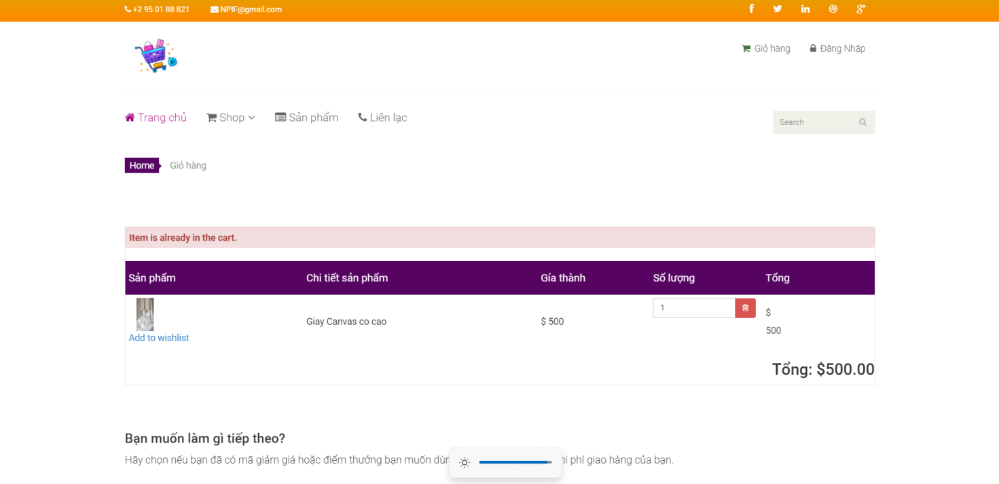 +2 95 01 88 821 NPIF@gmail.com
Giỏ hàng Đăng Nhập
Trang chủ Shop Sản phẩm Liên lạc
Search
Home Giỏ hàng
Item is already in the cart.
Sản phẩm Chi tiết sản phẩm Gía thành Số lượng Tổng
Giay Canvas co cao $ 500 1 $
500
Add to wishlist
Tổng: $500.00
Bạn muốn làm gì tiếp theo?
Hãy chọn nếu bạn đã có mã giảm giá hoặc điểm thưởng bạn muốn phí giao hàng của bạn.